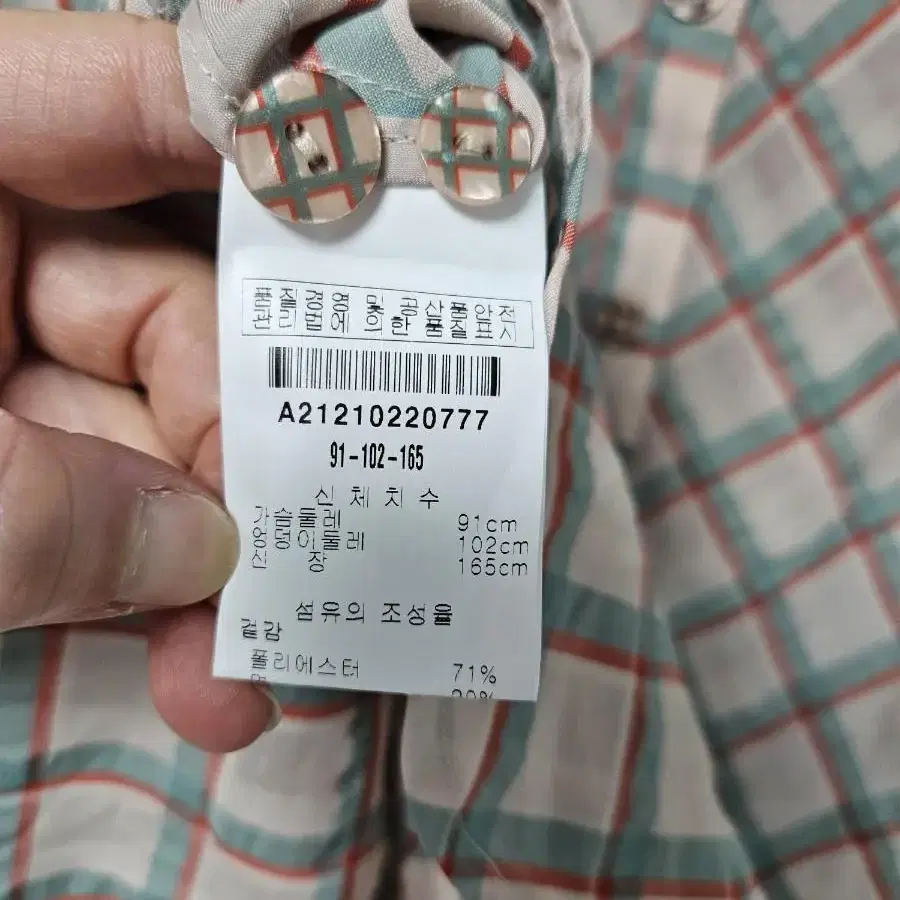 품질경영 및 공산품안전
관리법에 의한 품질표시
A21210220777
91-102-165
신체치수
가슴둘레 91cm
엉덩이둘레 102cm
신 장 165cm
섬유의 조성율
겉감
폴리에스터 71%